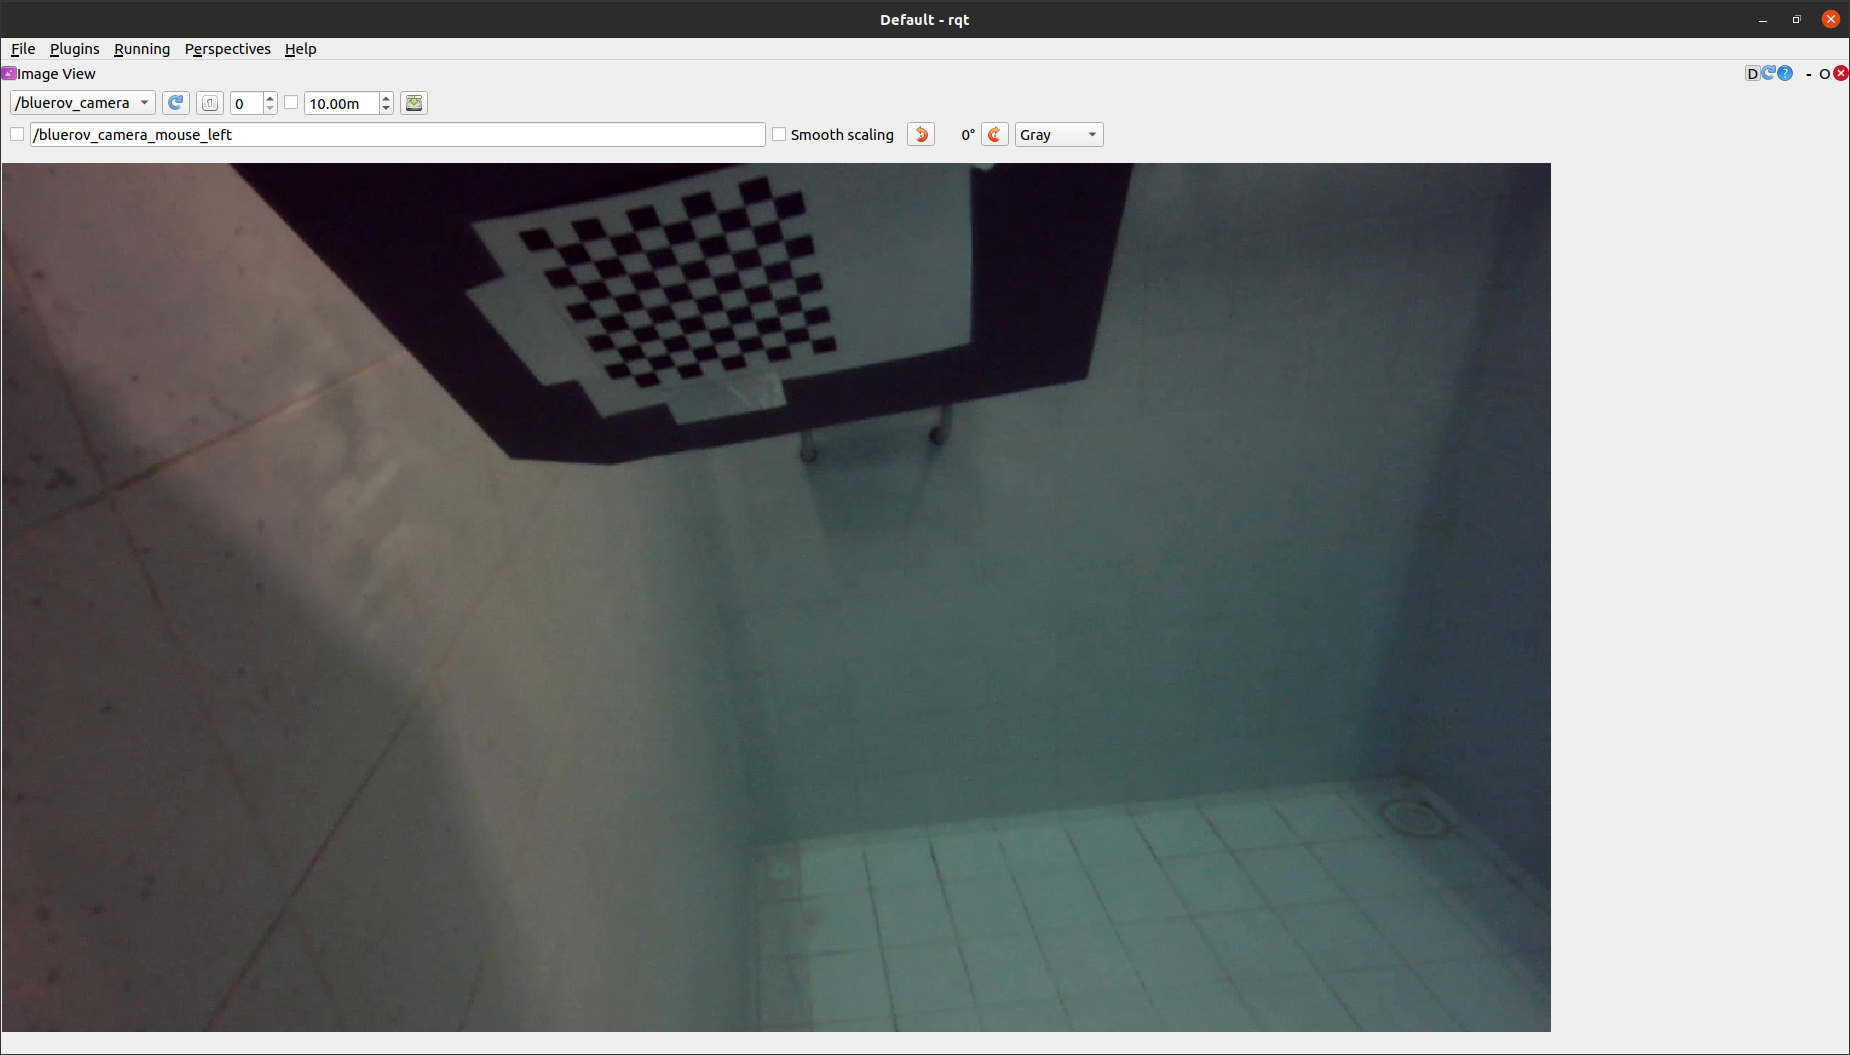 Default - rqt
File Plugins Running Perspectives Help
Image View D ? - O
/bluerov_camera 0 10.00m
/bluerov_camera_mouse_left Smooth scaling 0° Gray